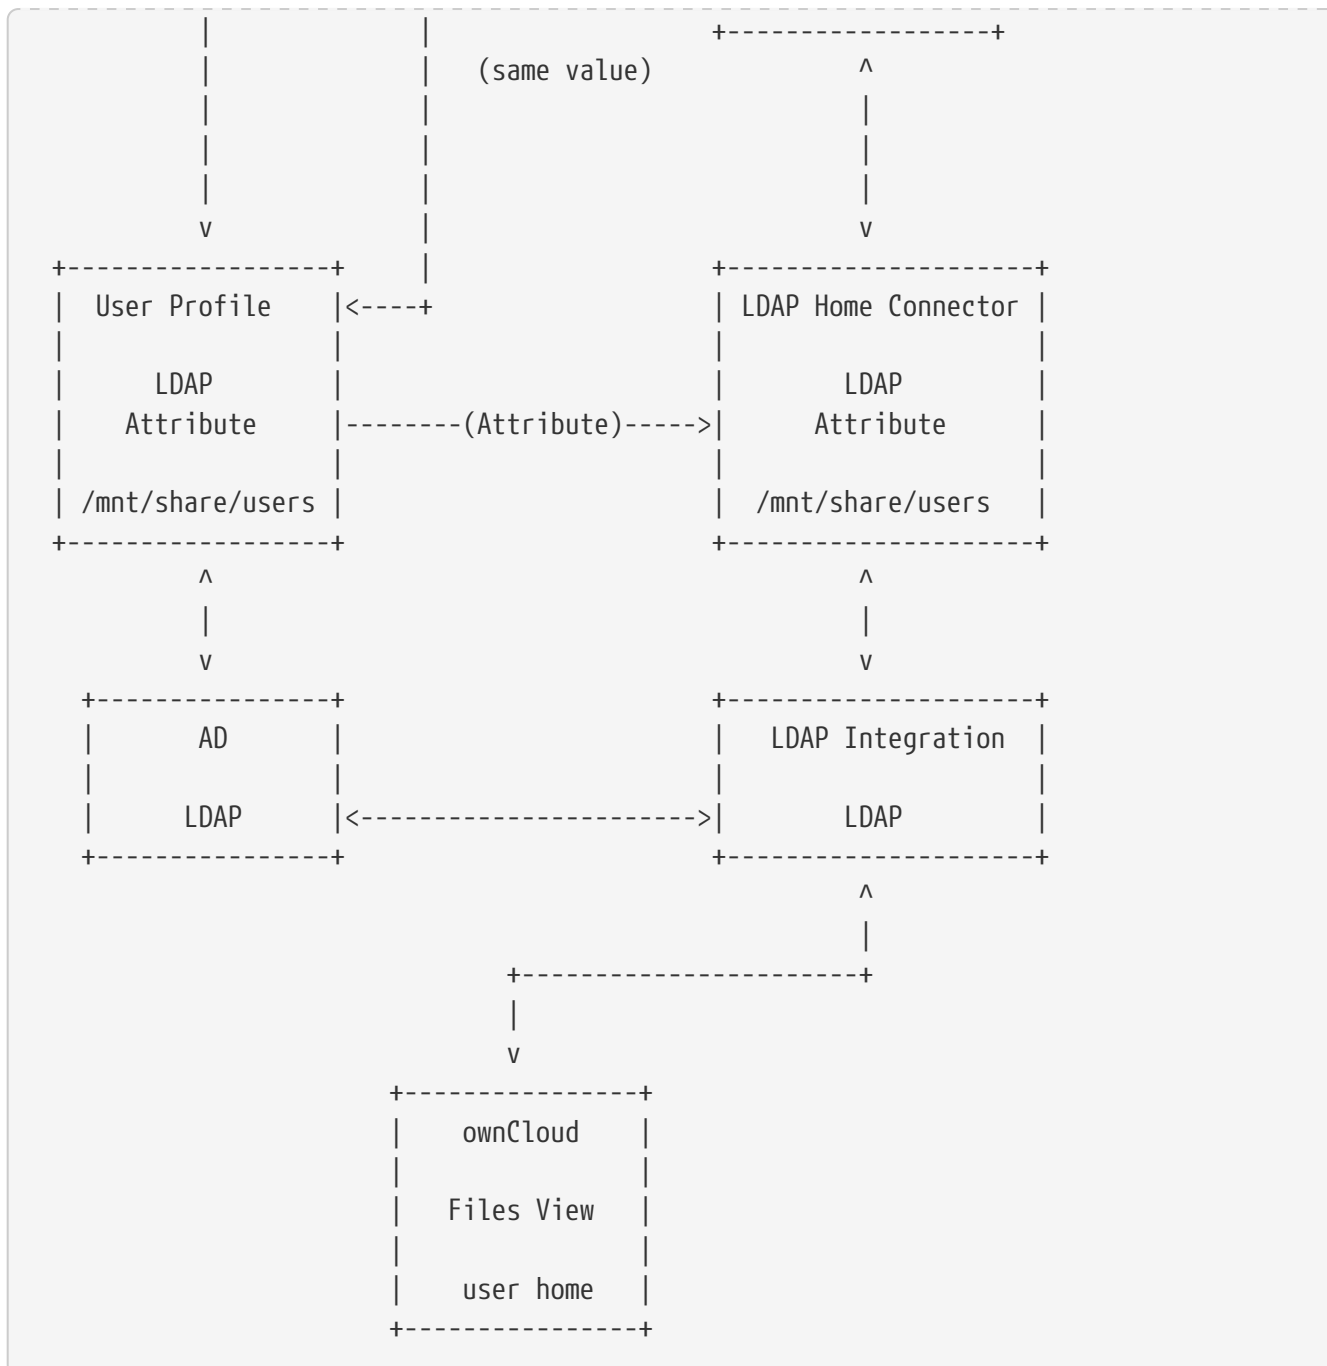 |              |                   +------------------+
            |              |   (same value)              ^
            |              |                             |
            |              |                             |
            |              |                             |
            v              |                             v
  +------------------+     |                   +---------------------+
  |  User Profile    |<----+                   | LDAP Home Connector |
  |                  |                         |                     |
  |      LDAP        |                         |        LDAP         |
  |    Attribute     |--------(Attribute)----->|      Attribute      |
  |                  |                         |                     |
  | /mnt/share/users |                         |  /mnt/share/users   |
  +------------------+                         +---------------------+
            ^                                            ^
            |                                            |
            v                                            v
    +----------------+                         +---------------------+
    |       AD       |                         |   LDAP Integration  |
    |                |                         |                     |
    |      LDAP      |<----------------------->|        LDAP         |
    +----------------+                         +---------------------+
                                                         ^
                                                         |
                                 +-----------------------+
                                 |
                                 v
                         +----------------+
                         |    ownCloud    |
                         |                |
                         |   Files View   |
                         |                |
                         |    user home   |
                         +----------------+